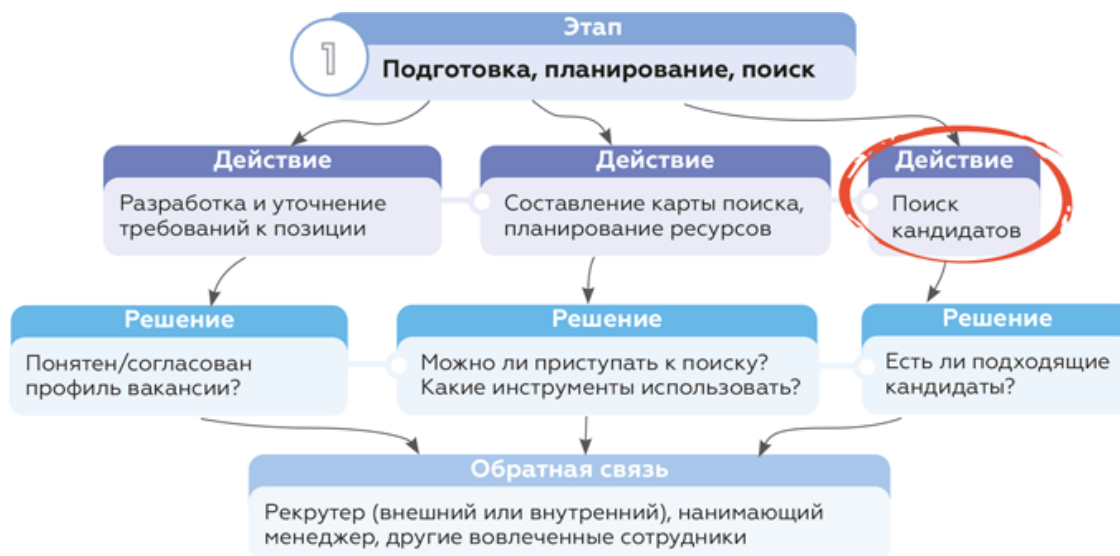 1
Этап
Подготовка, планирование, поиск
Действие
Разработка и уточнение
требований к позиции
Действие
Составление карты поиска,
планирование ресурсов
Действие
Поиск
кандидатов
Решение
Понятен/согласован
профиль вакансии?
Решение
Можно ли приступать к поиску?
Какие инструменты использовать?
Решение
Есть ли подходящие
кандидаты?
Обратная связь
Рекрутер (внешний или внутренний), нанимающий
менеджер, другие вовлеченные сотрудники